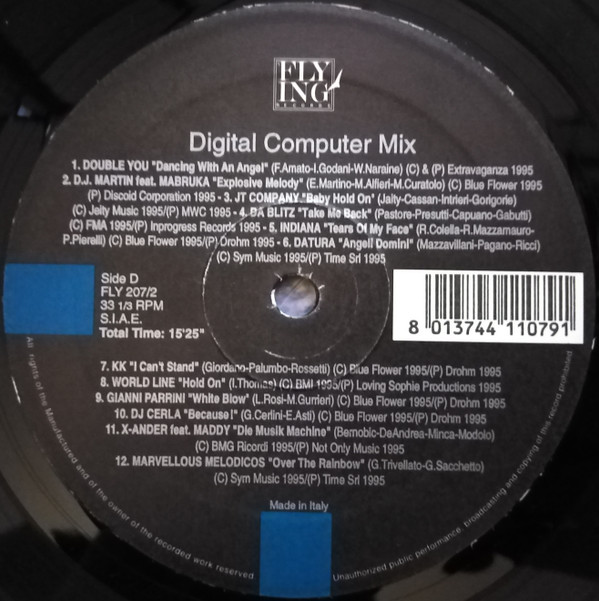 FLY
ING
RECORDS
Digital Computer Mix
1. DOUBLE YOU "Dancing With An Angel" (F.Amato-I.Godani-W.Naraine) (C) & (P) Extravaganza 1995
2. D.J. MARTIN feat. MABRUKA "Explosive Melody" (E.Martino-M.Alfieri-M.Curatolo) (C) Blue Flower 1995
(P) Discoid Corporation 1995 - 3. JT COMPANY "Baby Hold On" (Jaity-Cassan-Intrieri-Gorigorie)
(C) Jeity Music 1995/(P) MWC 1995 - 4. DA BLITZ "Take Me Back" (Pastore-Presutti-Capuano-Gabutti)
(C) FMA 1995/(P) Inprogress Records 1995 - 5. INDIANA "Tears Of My Face" (R.Colella-R.Mazzamauro-
P.Pierelli) (C) Blue Flower 1995/(P) Drohm 1995 - 6. DATURA "Angeli Domini" (Mazzavillani-Pagano-Ricci)
(C) Sym Music 1995/(P) Time Srl 1995
Side D
FLY 207/2
33 1/3 RPM
S.I.A.E.
Total Time: 15'25"
8 013744 110791
7. KK "I Can't Stand" (Giordano-Palumbo-Rossetti) (C) Blue Flower 1995/(P) Drohm 1995
8. WORLD LINE "Hold On" (I.Thomas) (C) BMI 1995/(P) Loving Sophie Productions 1995
9. GIANNI PARRINI "White Blow" (L.Rosi-M.Gurrieri) (C) Blue Flower 1995/(P) Drohm 1995
10. DJ CERLA "Because!" (G.Cerlini-E.Asti) (C) Blue Flower 1995/(P) Drohm 1995
11. X-ANDER feat. MADDY "Die Musik Machine" (Bernobic-DeAndrea-Minca-Modolo)
(C) BMG Ricordi 1995/(P) Not Only Music 1995
12. MARVELLOUS MELODICOS "Over The Rainbow" (G.Trivellato-G.Sacchetto)
(C) Sym Music 1995/(P) Time Srl 1995
Made in Italy
All rights of the Manufactured and of the owner of the recorded work reserved
Unauthorized public performance, broadcasting and copying of this record prohibited